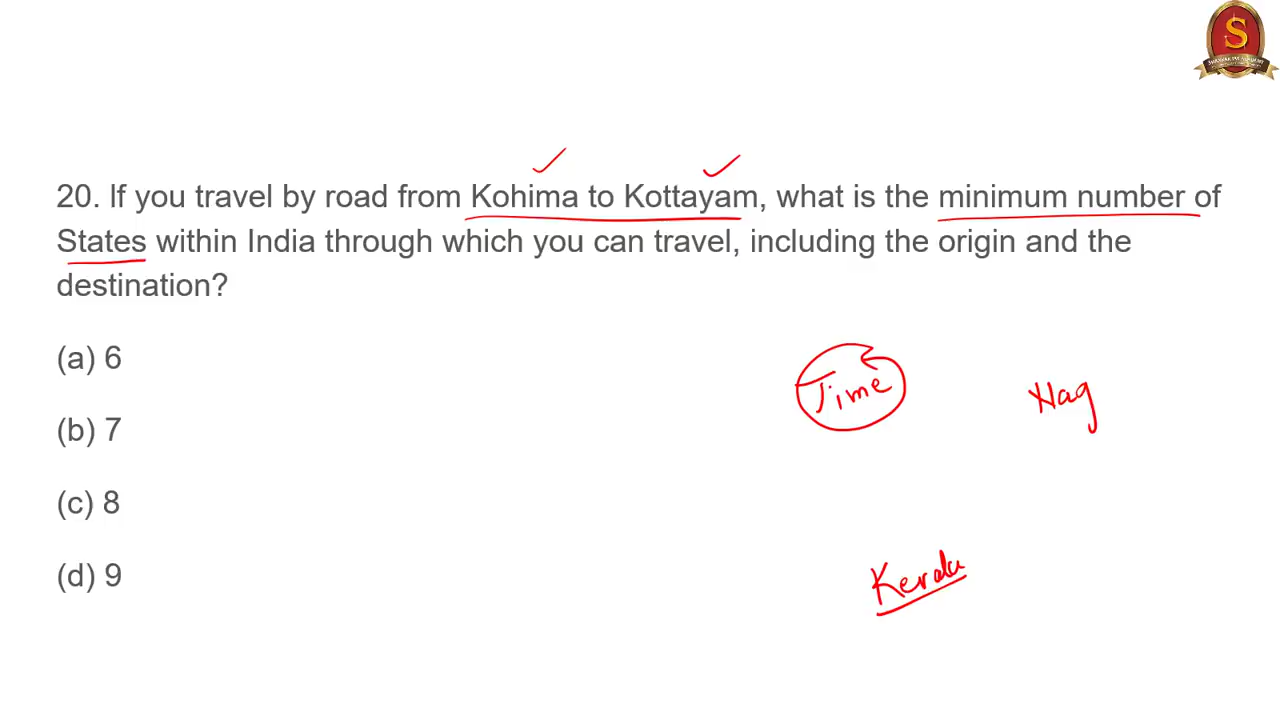 S
20. If you travel by road from Kohima to Kottayam, what is the minimum number of
States within India through which you can travel, including the origin and the
destination?
(a) 6
(b) 7
(c) 8
(d) 9
Time
Nag
Kerala